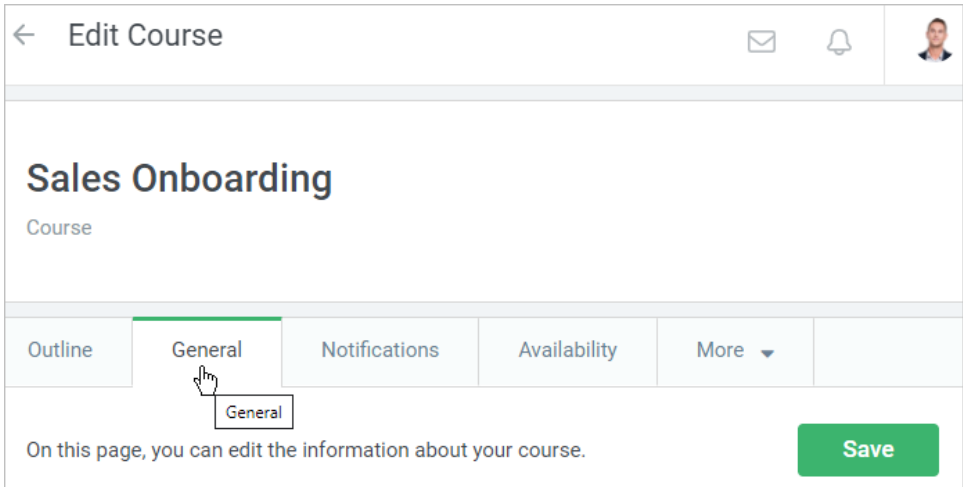 Edit Course
Sales Onboarding
Course
Outline General Notifications Availability More
General
On this page, you can edit the information about your course. Save